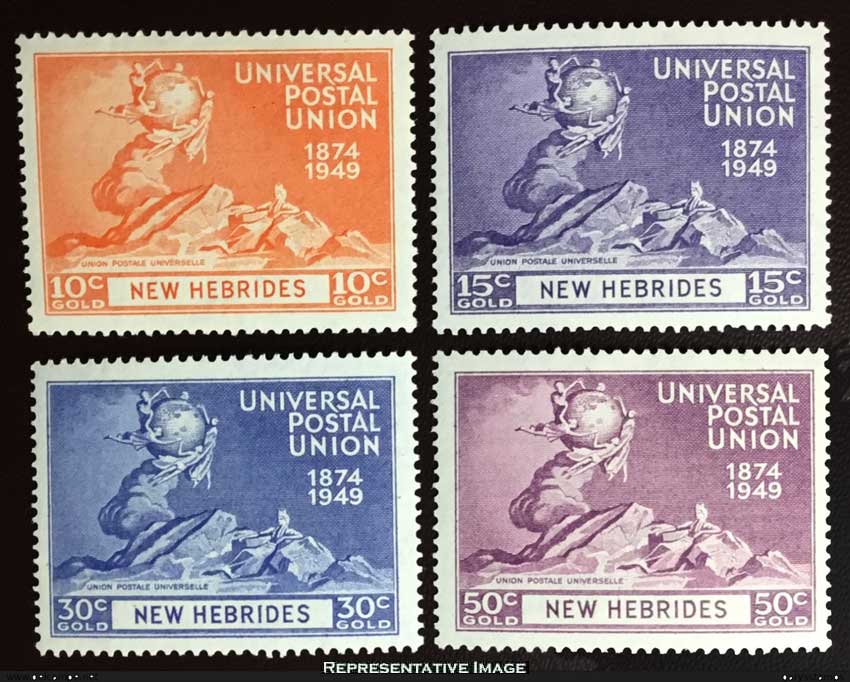 UNIVERSAL
POSTAL
UNION
1874
1949
UNION POSTALE UNIVERSELLE
10C GOLD NEW HEBRIDES 10C GOLD
UNIVERSAL
POSTAL
UNION
1874
1949
UNION POSTALE UNIVERSELLE
15C GOLD NEW HEBRIDES 15C GOLD
UNIVERSAL
POSTAL
UNION
1874
1949
UNION POSTALE UNIVERSELLE
30C GOLD NEW HEBRIDES 30C GOLD
UNIVERSAL
POSTAL
UNION
1874
1949
UNION POSTALE UNIVERSELLE
50C GOLD NEW HEBRIDES 50C GOLD
REPRESENTATIVE IMAGE